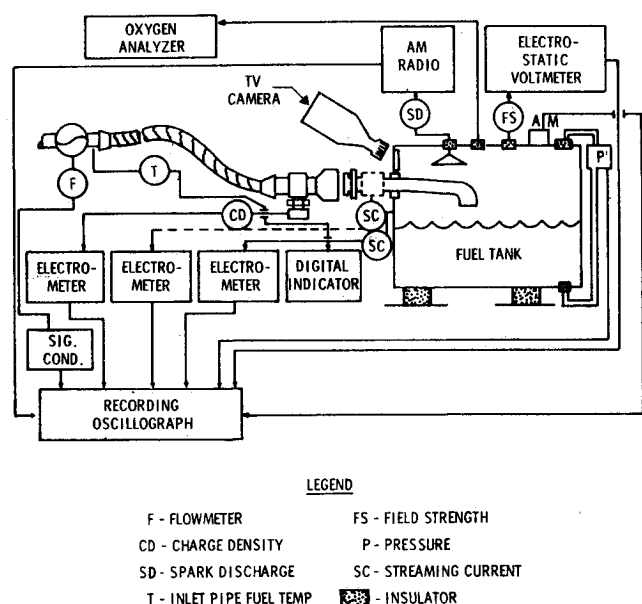 OXYGEN
ANALYZER
AM
RADIO
ELECTRO-
STATIC
VOLTMETER
TV
CAMERA
SD
FS
A M
P
F
T
CD
SC
SC
FUEL TANK
ELECTRO-
METER
ELECTRO-
METER
ELECTRO-
METER
DIGITAL
INDICATOR
SIG.
COND.
RECORDING
OSCILLOGRAPH
LEGEND
F - FLOWMETER
FS - FIELD STRENGTH
CD - CHARGE DENSITY
P - PRESSURE
SD - SPARK DISCHARGE
SC - STREAMING CURRENT
T - INLET PIPE FUEL TEMP
- INSULATOR